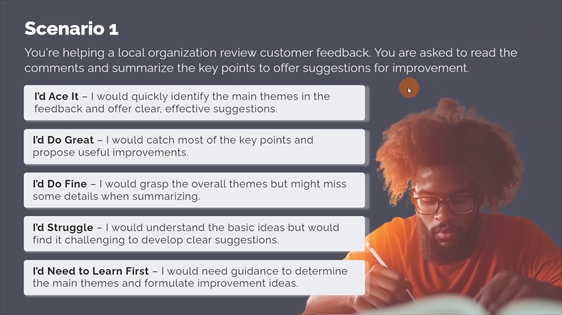 Scenario 1
You're helping a local organization review customer feedback. You are asked to read the
comments and summarize the key points to offer suggestions for improvement.
I'd Ace It – I would quickly identify the main themes in the
feedback and offer clear, effective suggestions.
I'd Do Great – I would catch most of the key points and
propose useful improvements.
I'd Do Fine – I would grasp the overall themes but might miss
some details when summarizing.
I'd Struggle – I would understand the basic ideas but would
find it challenging to develop clear suggestions.
I'd Need to Learn First – I would need guidance to determine
the main themes and formulate improvement ideas.